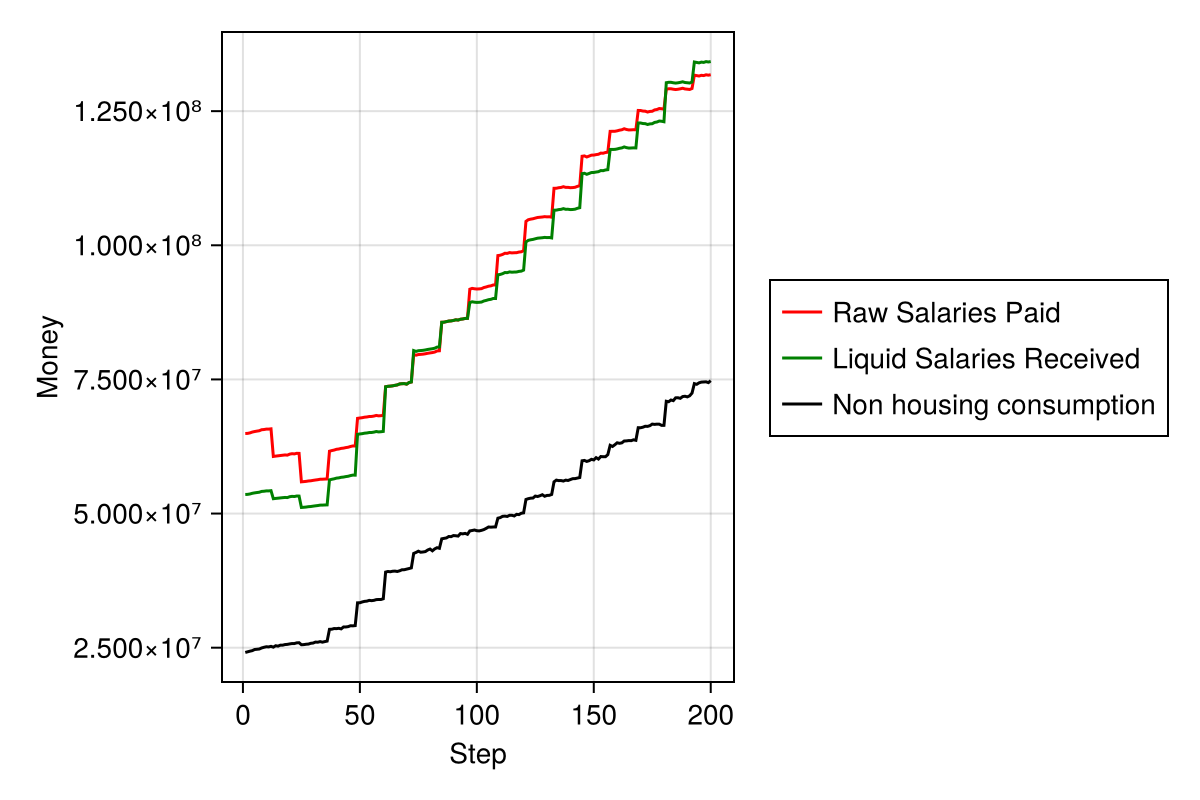 1.250×10⁸
1.000×10⁸
7.500×10⁷
5.000×10⁷
2.500×10⁷
Money
0 50 100 150 200
Step
Raw Salaries Paid
Liquid Salaries Received
Non housing consumption